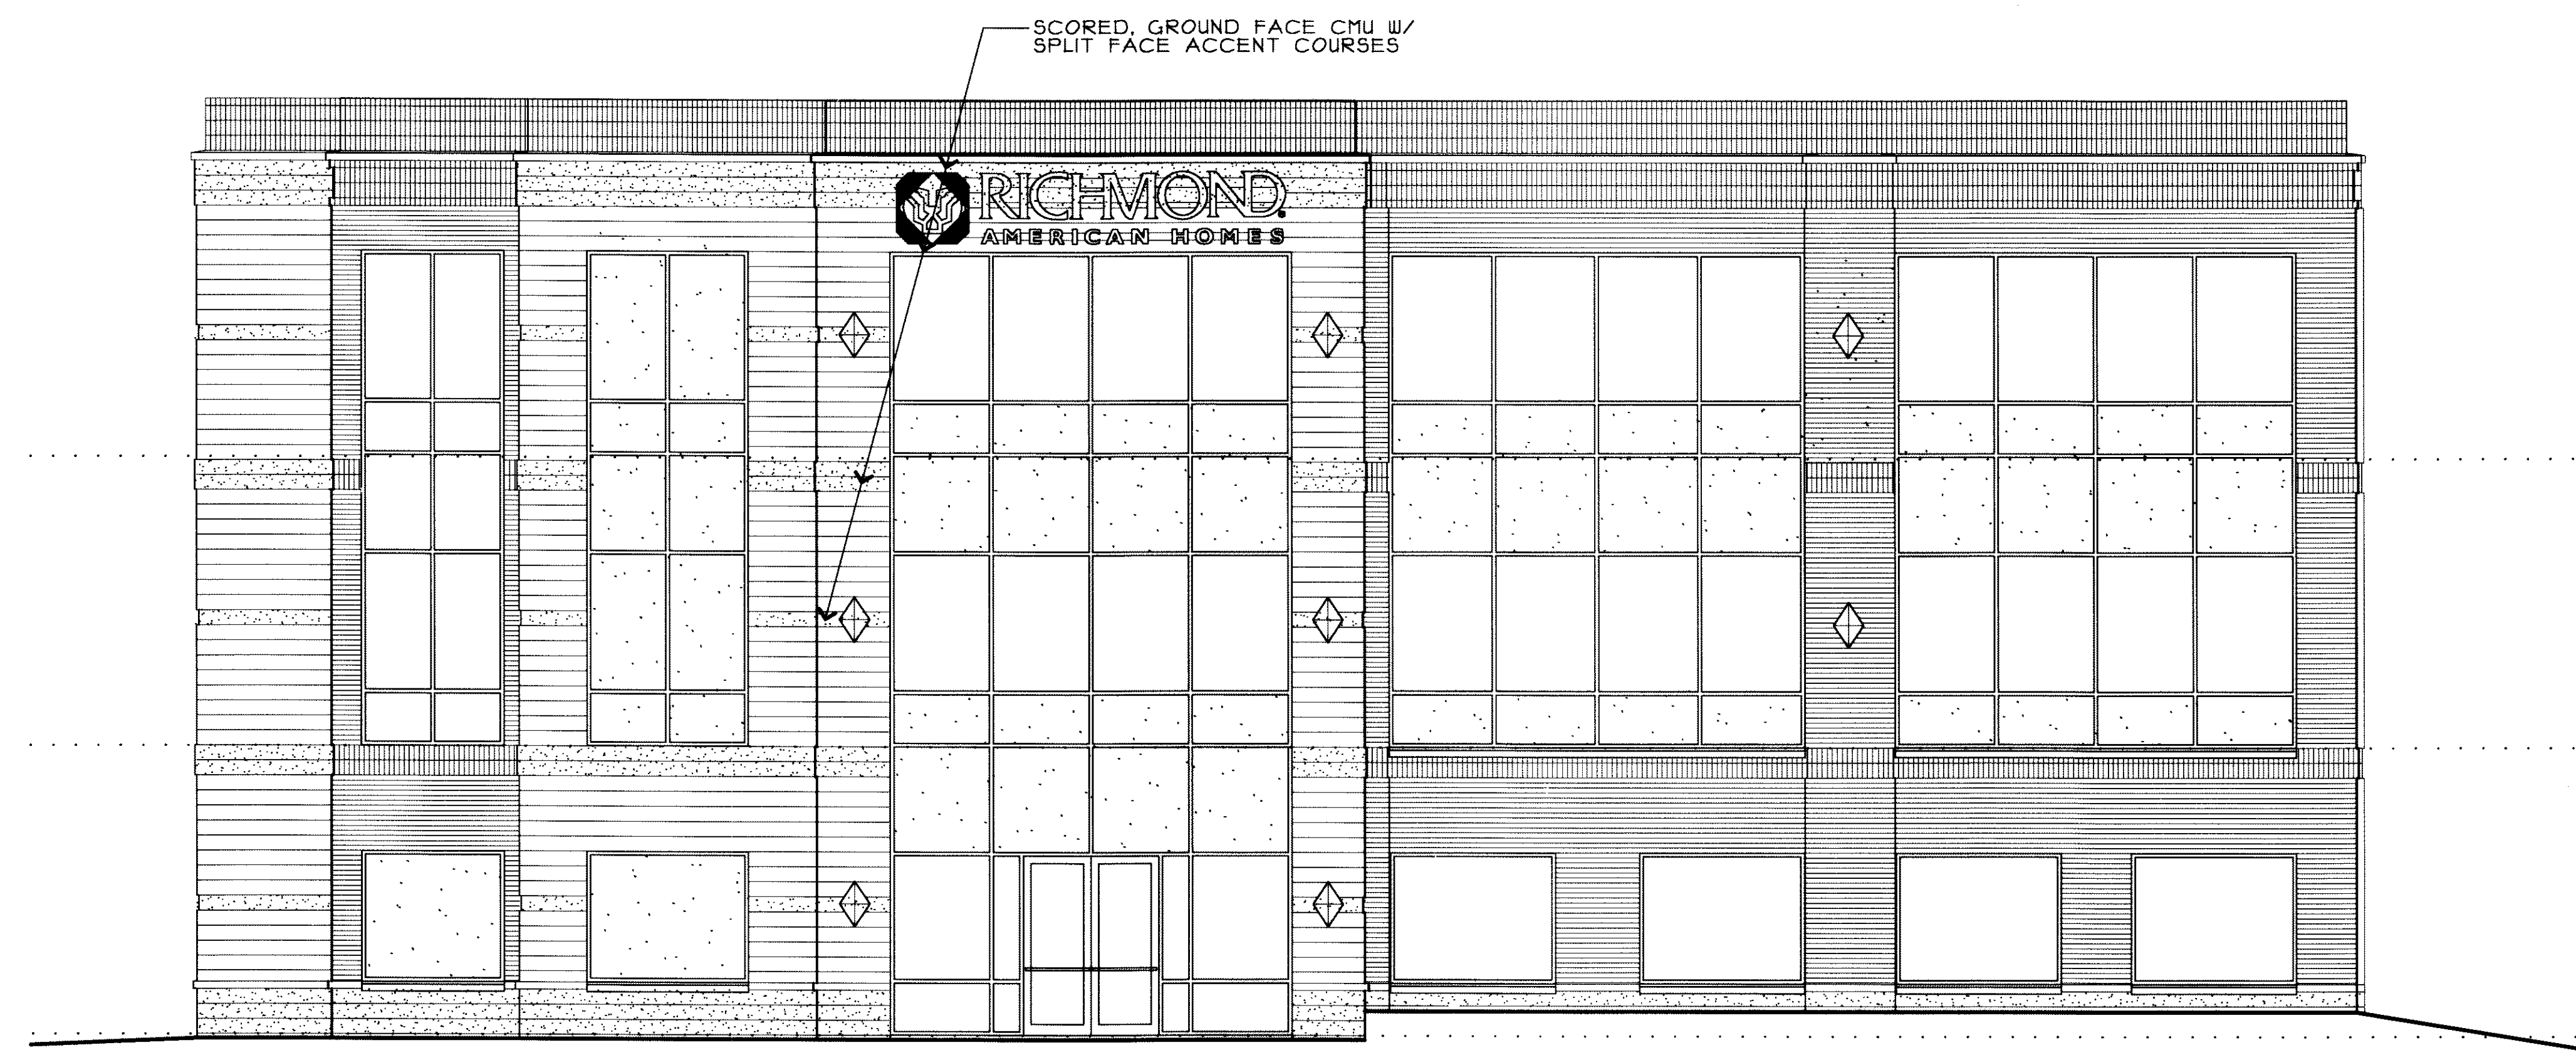 SCORED, GROUND FACE CMU W/
SPLIT FACE ACCENT COURSES
RICHMOND
AMERICAN HOMES